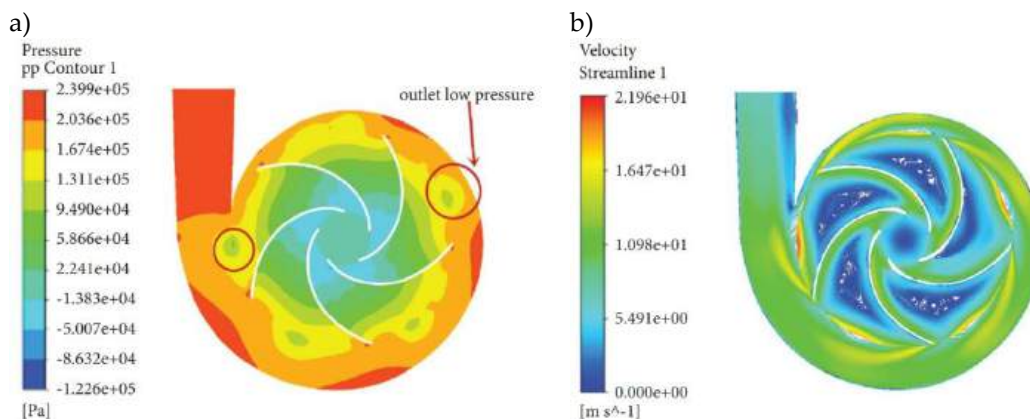 a)
Pressure
pp Contour 1
2.399e+05
2.036e+05
1.674e+05
1.311e+05
9.490e+04
5.866e+04
2.241e+04
-1.383e+04
-5.007e+04
-8.632e+04
-1.226e+05
[Pa]
outlet low pressure
b)
Velocity
Streamline 1
2.196e+01
1.647e+01
1.098e+01
5.491e+00
0.000e+00
[m s^-1]